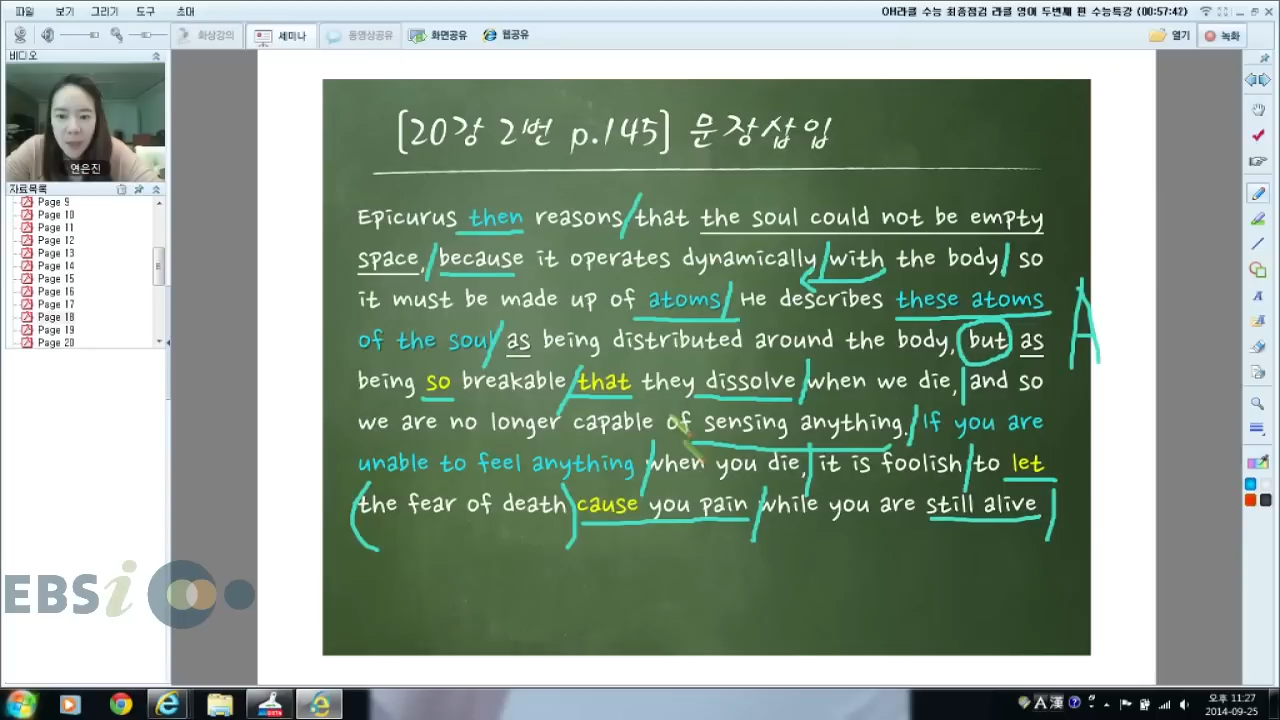 파일 보기 그리기 도구 초대
OH라클 수능 최종점검 라클 영어 두번째 편 수능특강 (00:57:42)
화상강의 세미나 동영상공유 화면공유 웹공유 열기 녹화
비디오
연은진
자료목록
Page 9
Page 10
Page 11
Page 12
Page 13
Page 14
Page 15
Page 16
Page 17
Page 18
Page 19
Page 20
[20강 2번 p.145] 문장삽입
Epicurus then reasons that the soul could not be empty
space, because it operates dynamically with the body, so
it must be made up of atoms. He describes these atoms
of the soul as being distributed around the body, but as
being so breakable that they dissolve when we die, and so
we are no longer capable of sensing anything. If you are
unable to feel anything when you die, it is foolish to let
the fear of death cause you pain while you are still alive
A
EBSi
A 漢
오후 11:27
2014-09-25